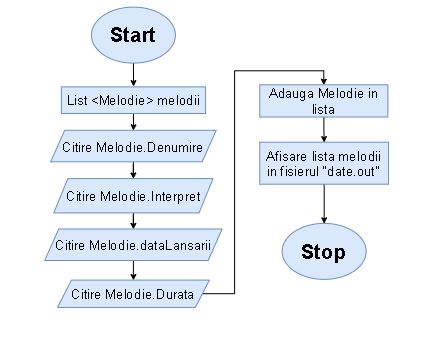 Start
List <Melodie> melodii
Citire Melodie.Denumire
Citire Melodie.Interpret
Citire Melodie.dataLansarii
Citire Melodie.Durata
Adauga Melodie in
lista
Afisare lista melodii
in fisierul "date.out"
Stop